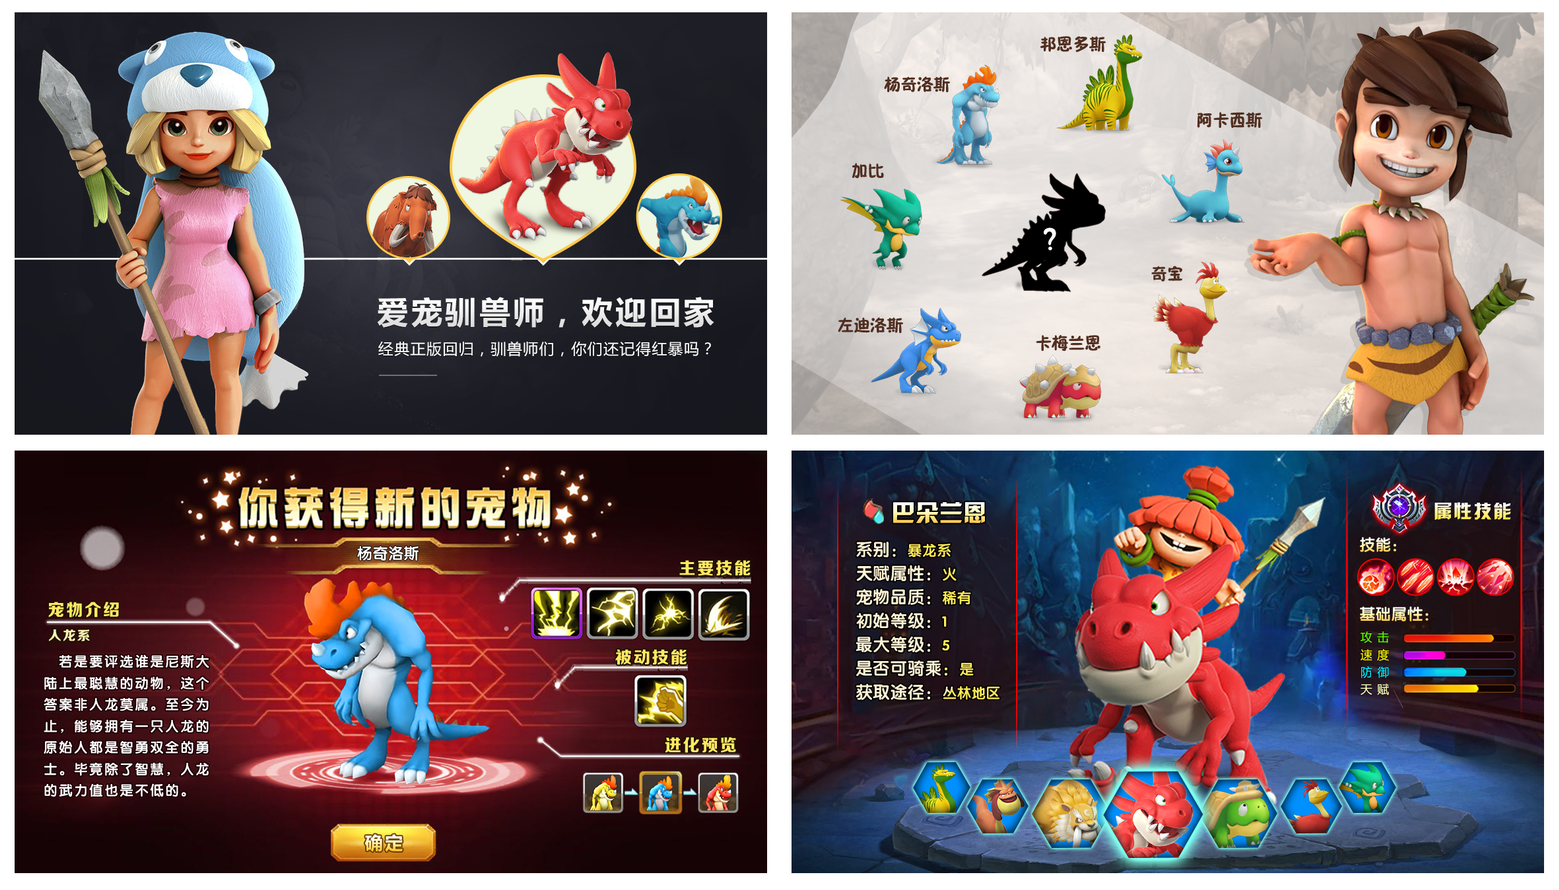 爱宠驯兽师，欢迎回家
经典正版回归，驯兽师们，你们还记得红暴吗？
邦恩多斯
杨奇洛斯
阿卡西斯
加比
?
奇宝
左迪洛斯
卡梅兰恩
你获得新的宠物
杨奇洛斯
主要技能
宠物介绍
人龙系
若是要评选谁是尼斯大
陆上最聪慧的动物，这个
答案非人龙莫属。至今为
止，能够拥有一只人龙的
原始人都是智勇双全的勇
士。毕竟除了智慧，人龙
的武力值也是不低的。
被动技能
进化预览
确定
巴朵兰恩
系别：暴龙系
天赋属性：火
宠物品质：稀有
初始等级：1
最大等级：5
是否可骑乘：是
获取途径：丛林地区
属性技能
技能：
基础属性：
攻击
速度
防御
天赋